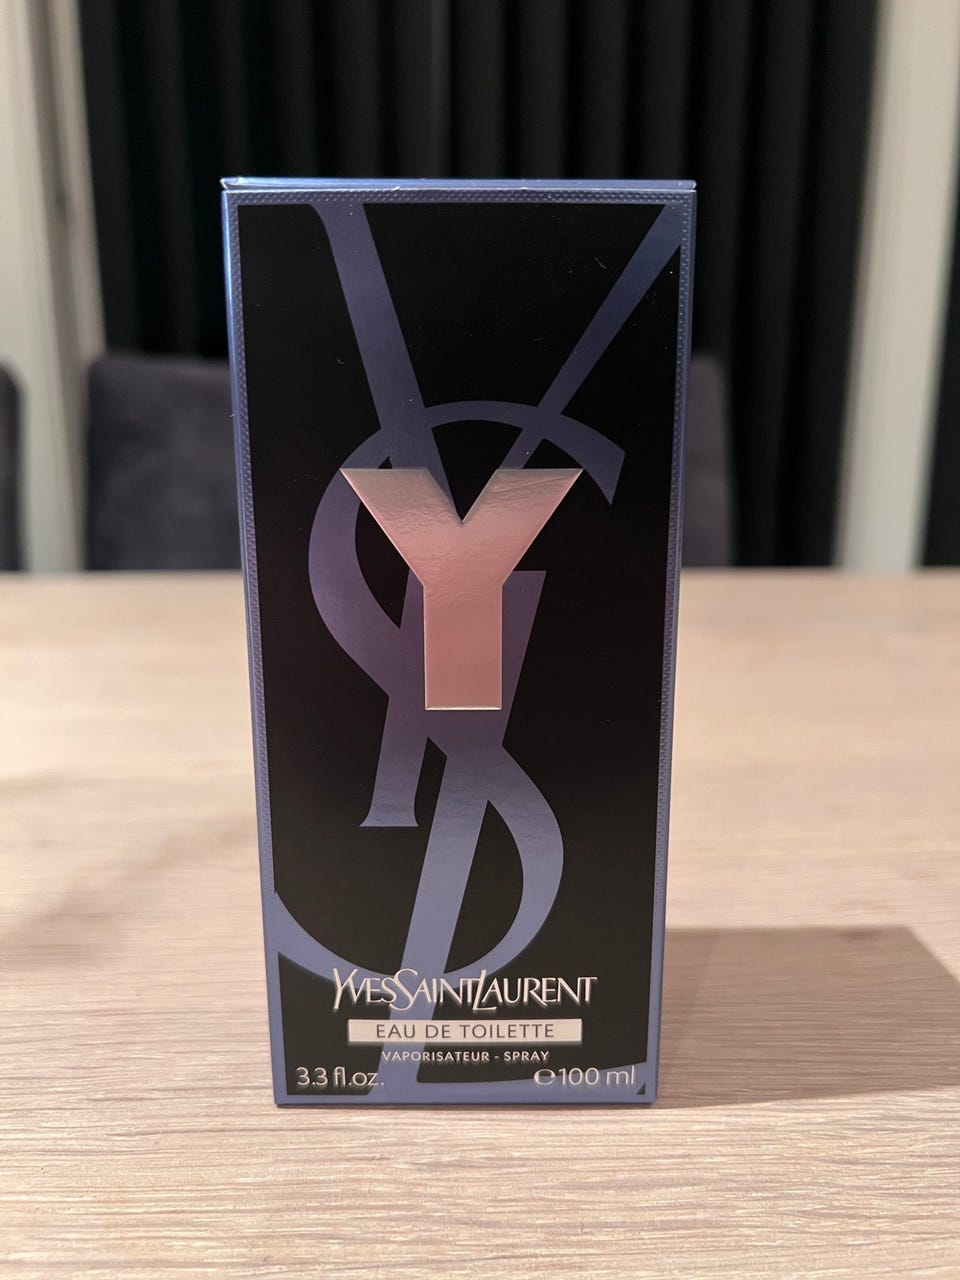 Y
YVESSAINTLAURENT
EAU DE TOILETTE
VAPORISATEUR - SPRAY
3.3 fl.oz. ℮100 ml